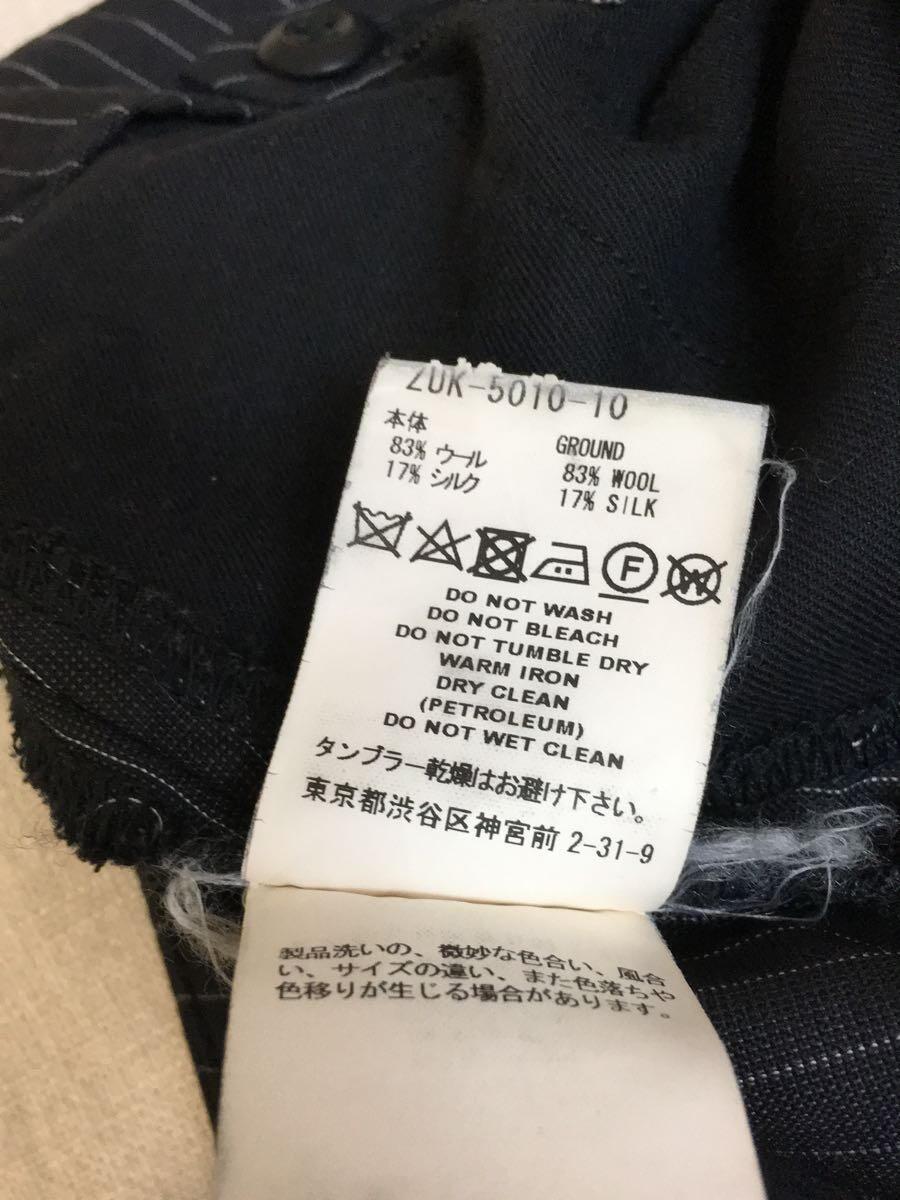 ZUK-5010-10
本体
83% ウール
17% シルク
GROUND
83% WOOL
17% SILK
F
W
DO NOT WASH
DO NOT BLEACH
DO NOT TUMBLE DRY
WARM IRON
DRY CLEAN
(PETROLEUM)
DO NOT WET CLEAN
タンブラー乾燥はお避け下さい。
東京都渋谷区神宮前 2-31-9
製品洗いの、微妙な色合い、風合
い、サイズの違い、また色落ちや
色移りが生じる場合があります。